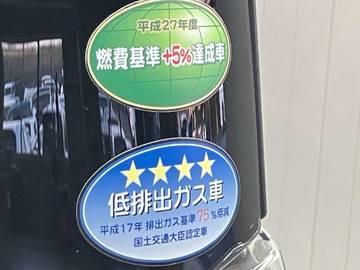 平成27年度
燃費基準+5%達成車
★★★★
低排出ガス車
平成17年 排出ガス基準75%低減
国土交通大臣認定車